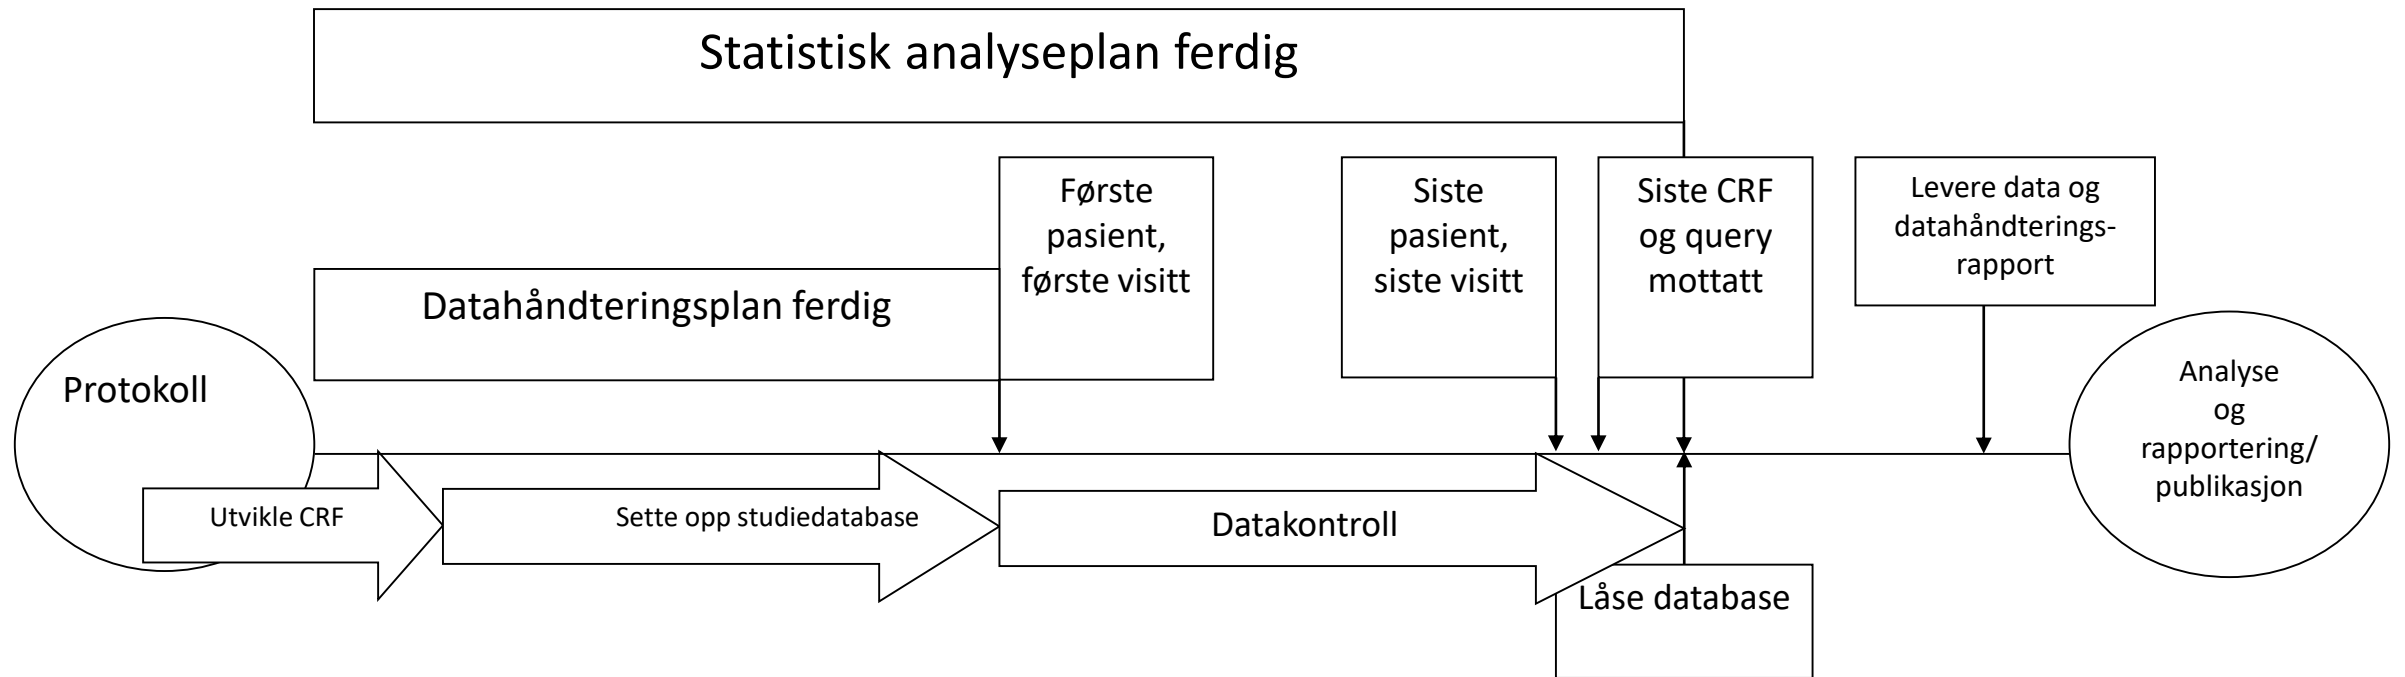 Statistisk analyseplan ferdig
Første
pasient,
første visitt
Siste
pasient,
siste visitt
Siste CRF
og query
mottatt
Levere data og
datahåndterings-
rapport
Datahåndteringsplan ferdig
Protokoll
Analyse
og
rapportering/
publikasjon
Utvikle CRF
Sette opp studiedatabase
Datakontroll
Låse database